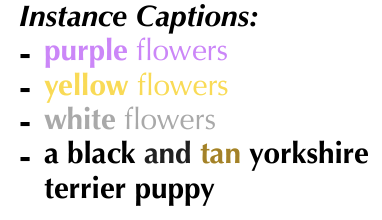 Instance Captions:
- purple flowers
- yellow flowers
- white flowers
- a black and tan yorkshire
terrier puppy